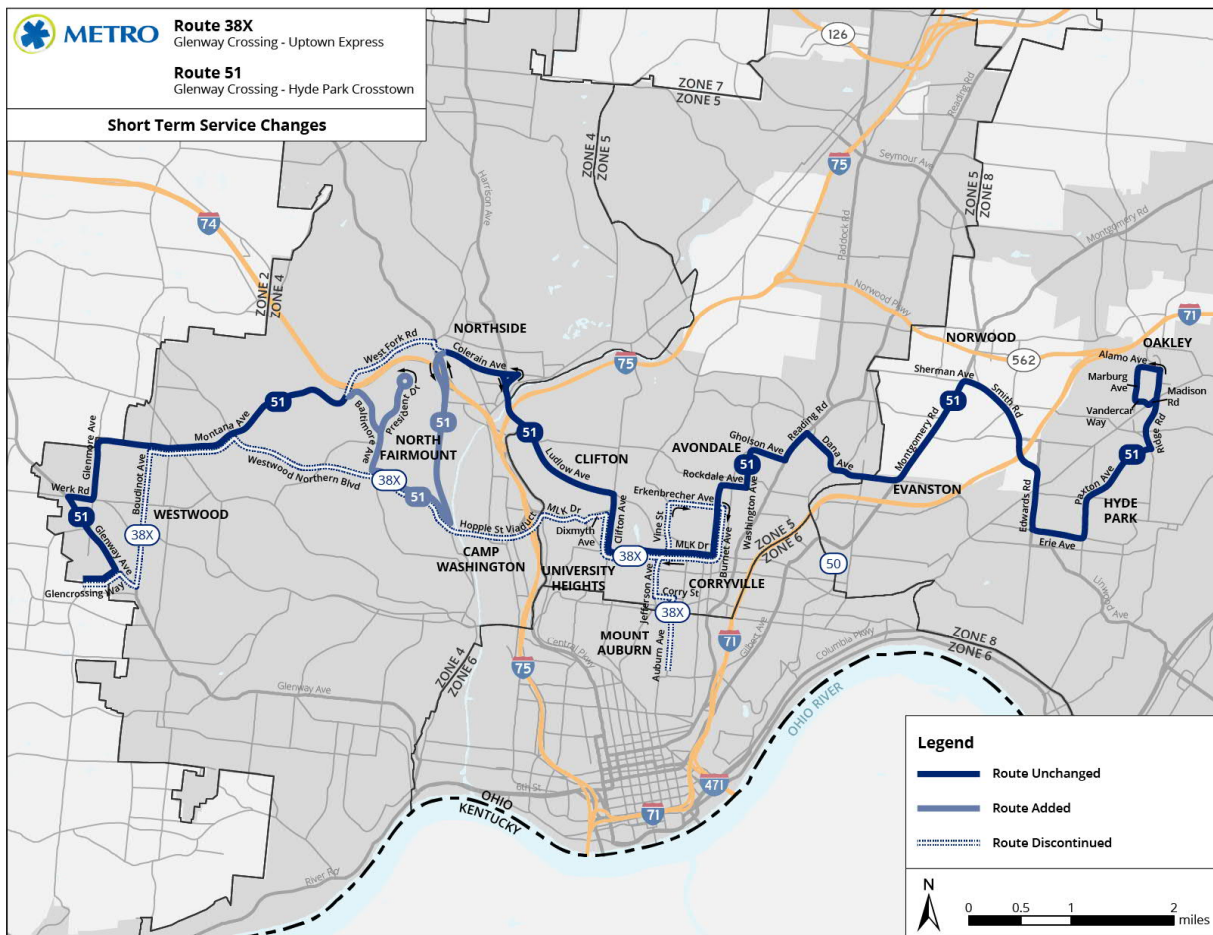 METRO
Route 38X
Glenway Crossing - Uptown Express
Route 51
Glenway Crossing - Hyde Park Crosstown
Short Term Service Changes
126
ZONE 7
ZONE 5
ZONE 4
ZONE 5
Harrison Ave
Reading Rd
75
Seymour Ave
ZONE 5
ZONE 8
Paddock Rd
Montgomery Rd
74
ZONE 2
ZONE 4
Norwood Pkwy
71
NORTHSIDE
West Fork Rd
Colerain Ave
75
NORWOOD
562
OAKLEY
Alamo Ave
Sherman Ave
Marburg
Ave
Madison
Rd
Vandercar
Way
Smith Rd
51
Montana Ave
Baltimore Ave
President Dr
51
NORTH
FAIRMOUNT
51
Ludlow Ave
CLIFTON
AVONDALE
Gholson Ave
Reading Rd
Dana Ave
51
Montgomery Rd
Ridge Rd
51
Paxton Ave
Glenmore Ave
Boudinot Ave
Westwood Northern Blvd
38X
51
Rockdale Ave
51
Washington Ave
EVANSTON
Edwards Rd
HYDE
PARK
Werk Rd
WESTWOOD
51
38X
Glenway Ave
Glencrossing Way
Hopple St Viaduct
MLK Dr
Dixmyth
Ave
Clifton Ave
Erkenbrecher Ave
Vine St
MLK Dr
Burnet Ave
Erie Ave
CAMP
WASHINGTON
UNIVERSITY
HEIGHTS
38X
Jefferson Ave
CORRYVILLE
Corry St
38X
ZONE 5
ZONE 6
50
Linwood Ave
MOUNT
AUBURN
Auburn Ave
71
Gilbert Ave
Columbia Pkwy
ZONE 8
ZONE 6
ZONE 4
ZONE 6
75
Central Pkwy
Glenway Ave
OHIO RIVER
6th St
OHIO
KENTUCKY
471
71
River Rd
Legend
Route Unchanged
Route Added
Route Discontinued
N
0 0.5 1 2
miles